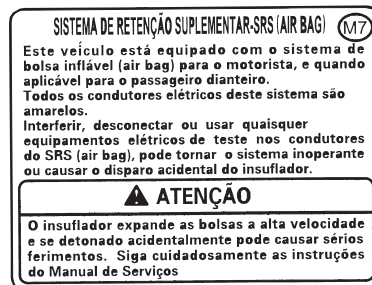 SISTEMA DE RETENÇÃO SUPLEMENTAR-SRS (AIR BAG) M7
Este veículo está equipado com o sistema de
bolsa inflável (air bag) para o motorista, e quando
aplicável para o passageiro dianteiro.
Todos os condutores elétricos deste sistema são
amarelos.
Interferir, desconectar ou usar quaisquer
equipamentos elétricos de teste nos condutores
do SRS (air bag), pode tornar o sistema inoperante
ou causar o disparo acidental do insuflador.
ATENÇÃO
O insuflador expande as bolsas a alta velocidade
e se detonado acidentalmente pode causar sérios
ferimentos. Siga cuidadosamente as instruções
do Manual de Serviços